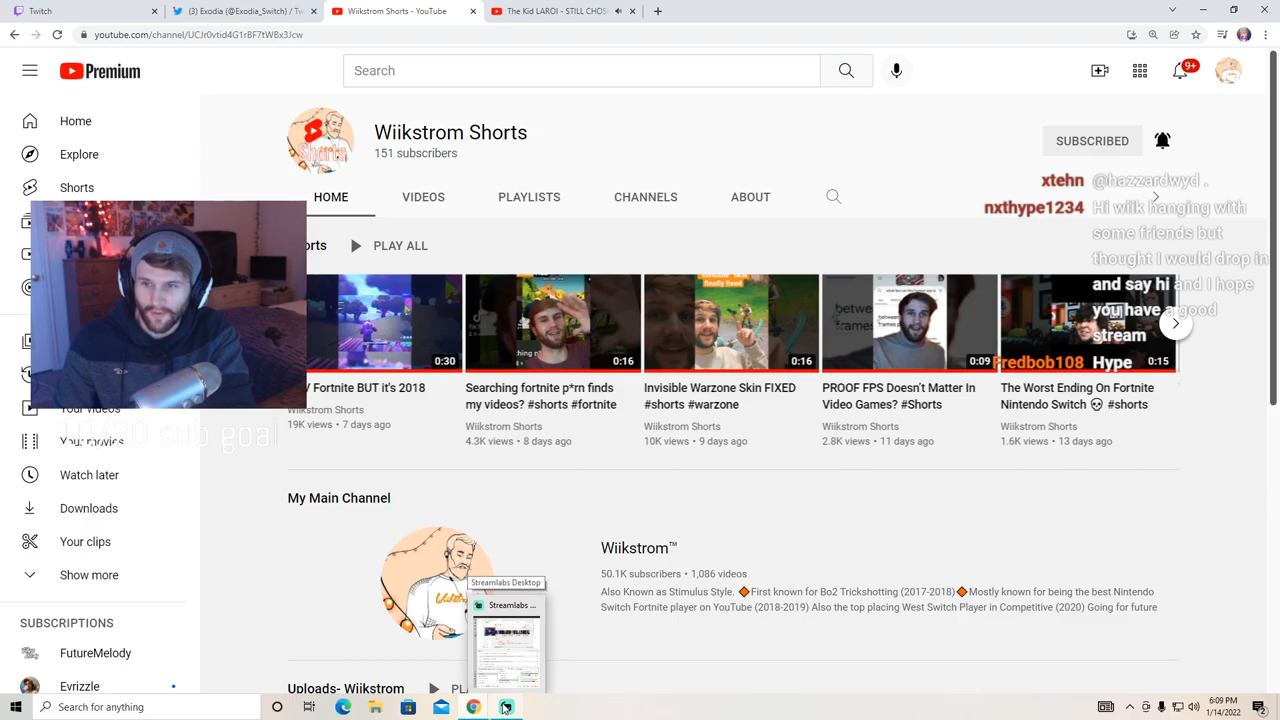 Twitch
Exodia (@Exodia_Switch) / Tw
Wiikstrom Shorts - YouTube
The Kid LAROI - STILL CHOS
youtube.com/channel/UCJr0vtid4G1rBF7tWBx3Jcw
Premium
Search
9+
Home
Explore
Shorts
Your movies
Watch later
Downloads
Your clips
Show more
SUBSCRIPTIONS
FutureMelody
Evrizzle
10/20 sub goal
Shorts
Wiikstrom Shorts
151 subscribers
SUBSCRIBED
HOME
VIDEOS
PLAYLISTS
CHANNELS
ABOUT
xtehn @hazzardwyd .
nxthype1234 Hi wiik hanging with
some friends but
thought I would drop in
and say hi and I hope
you have a good
stream
Fredbob108 Hype
orts
PLAY ALL
0:30
finally fixed
0:16
0:16
0:09
0:15
Fortnite BUT it's 2018
Wiikstrom Shorts
19K views • 7 days ago
Searching fortnite p*rn finds
my videos? #shorts #fortnite
Wiikstrom Shorts
4.3K views • 8 days ago
Invisible Warzone Skin FIXED
#shorts #warzone
Wiikstrom Shorts
10K views • 9 days ago
PROOF FPS Doesn't Matter In
Video Games? #Shorts
Wiikstrom Shorts
2.8K views • 11 days ago
The Worst Ending On Fortnite
Nintendo Switch 💀 #shorts
Wiikstrom Shorts
1.6K views • 13 days ago
My Main Channel
Wiikstrom™
50.1K subscribers • 1,086 videos
Also Known as Stimulus Style. 🔶First known for Bo2 Trickshotting (2017-2018)🔶Mostly known for being the best Nintendo
Switch Fortnite player on YouTube (2018-2019) Also the top placing West Switch Player in Competitive (2020) Going for future
Streamlabs Desktop
Streamlabs ...
Uploads- Wiikstrom
PL
Search for anything
6:09 PM
1/14/2022
2